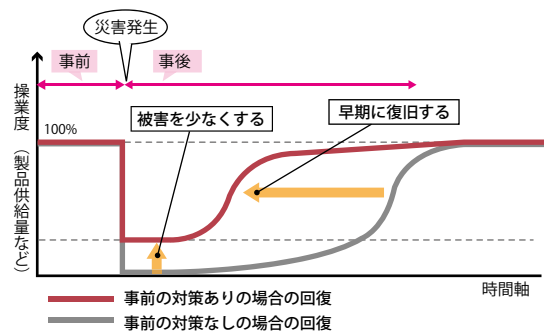 災害発生
事前
事後
被害を少なくする
早期に復旧する
100%
操業度（製品供給量など）
時間軸
事前の対策ありの場合の回復
事前の対策なしの場合の回復